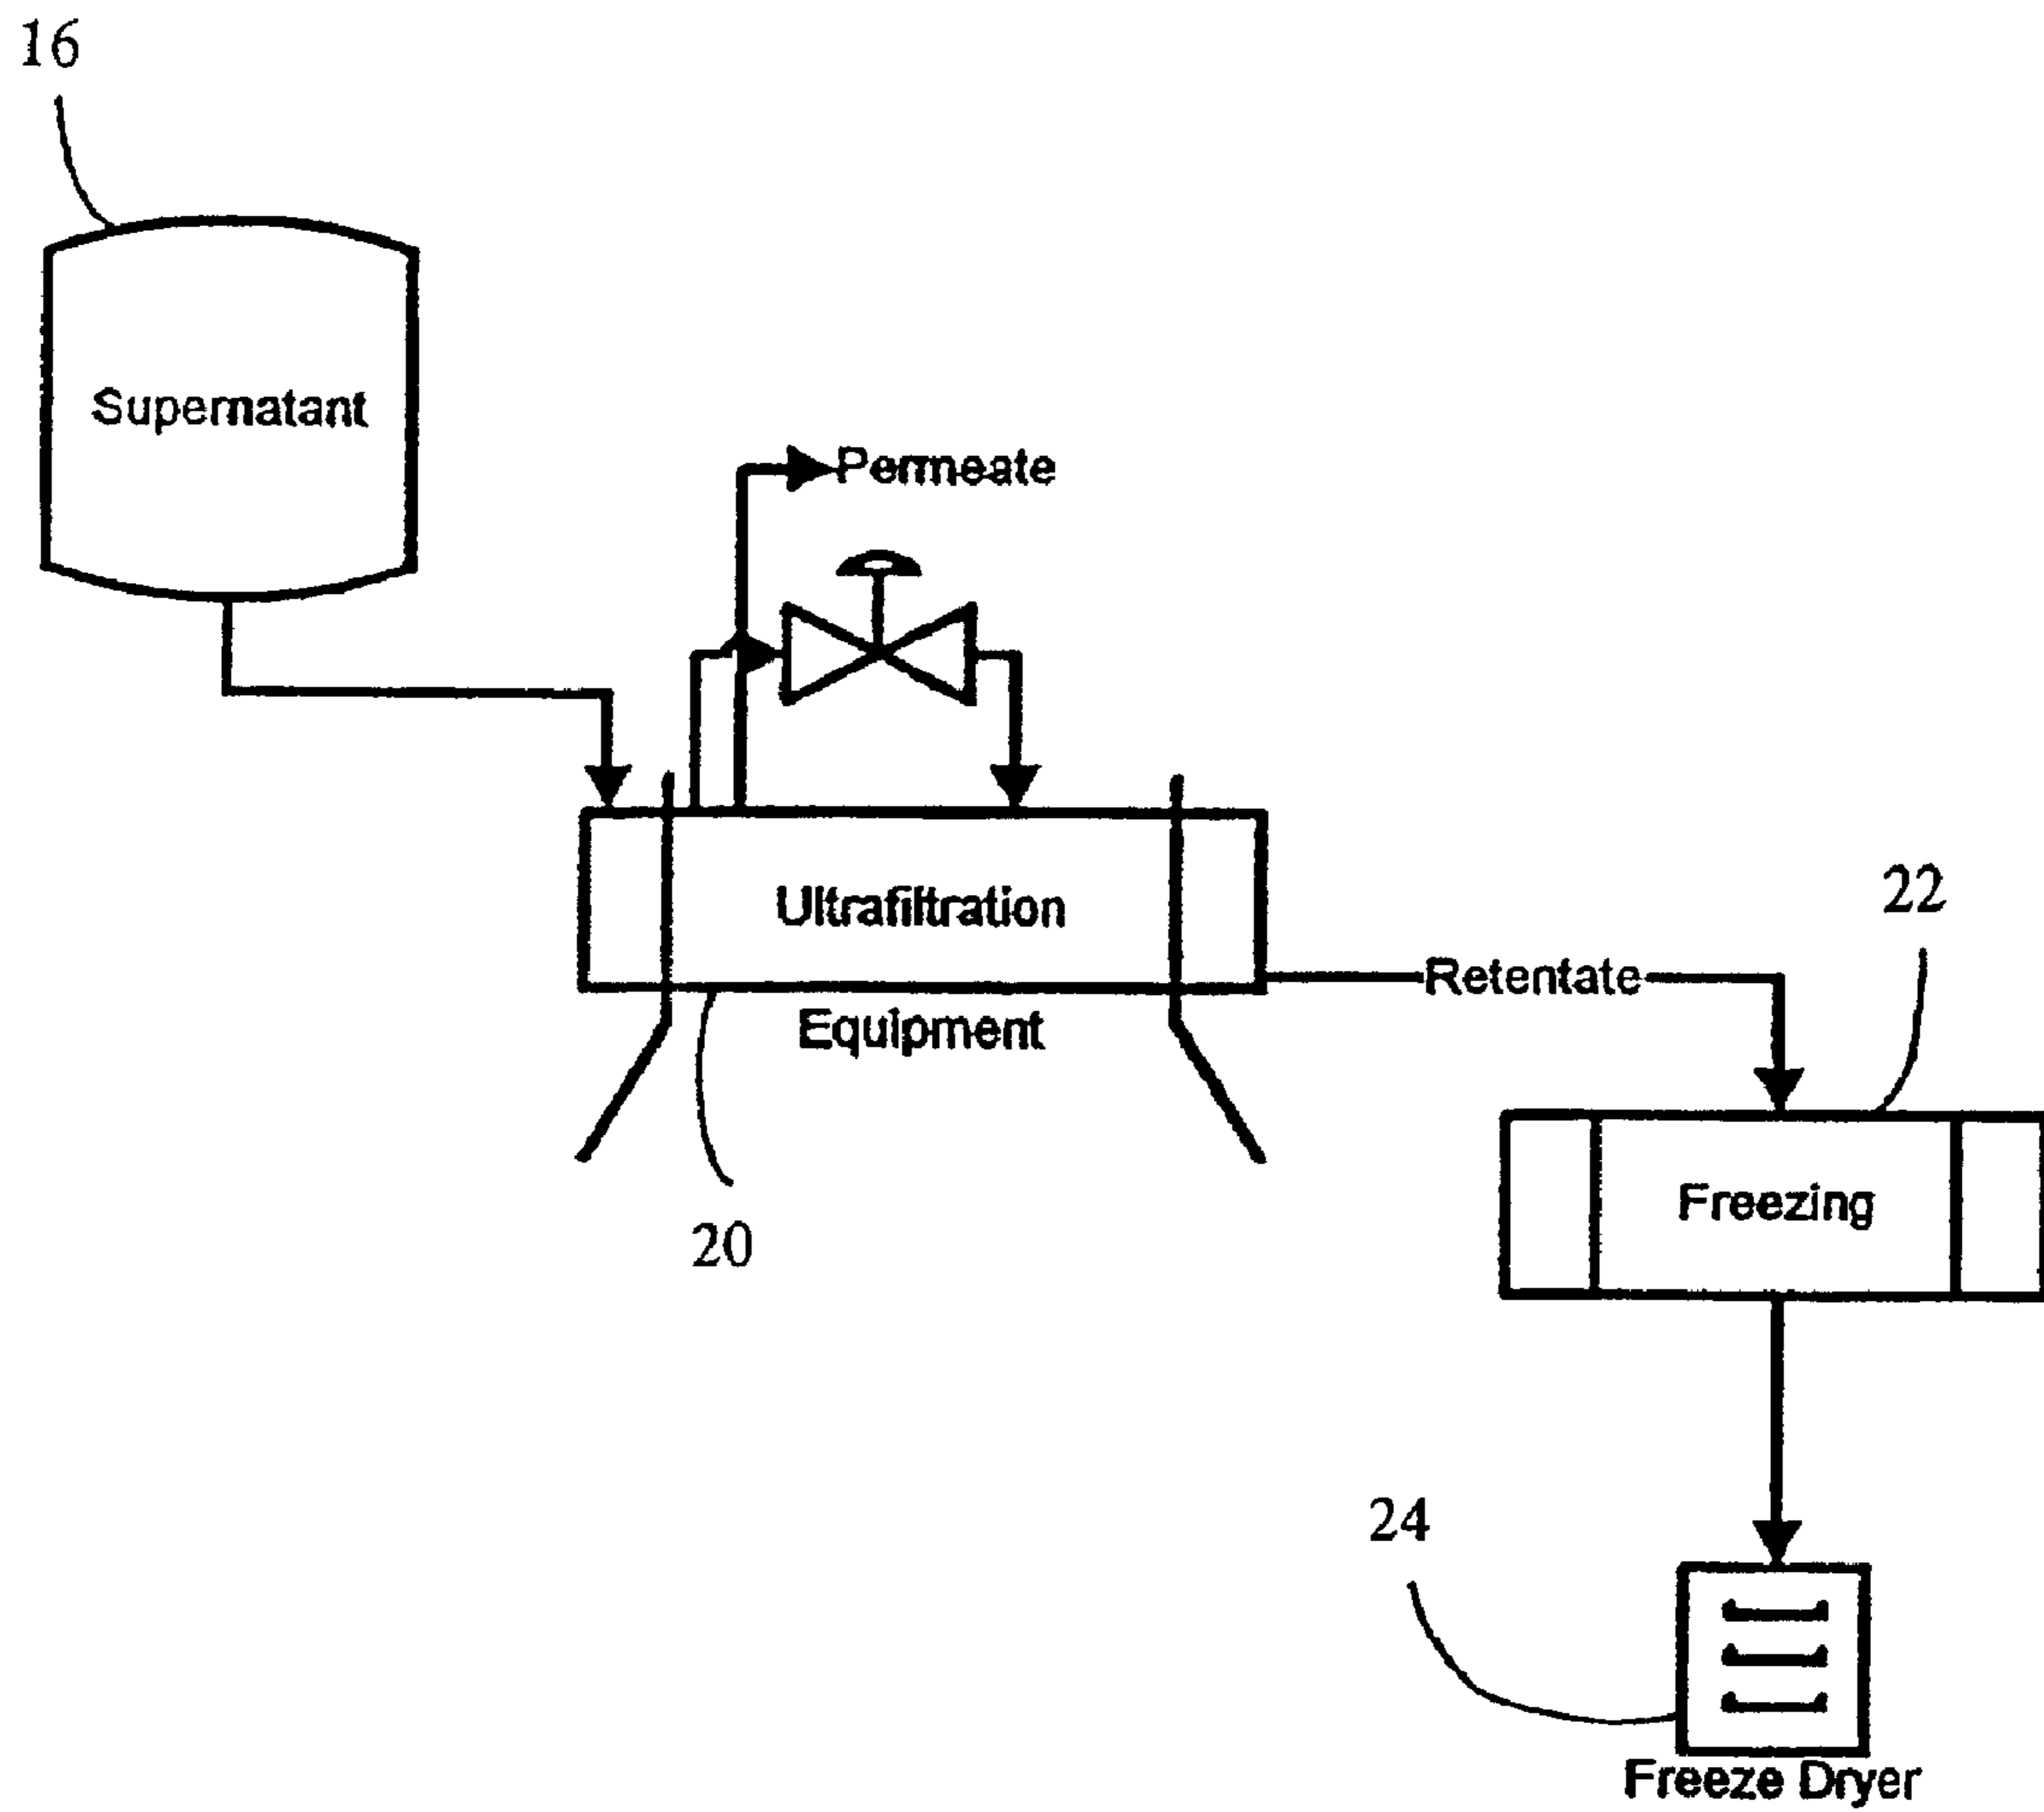 16
Supernatant
Permeate
Ultrafiltration
Equipment
20
Retentate
22
Freezing
24
Freeze Dryer